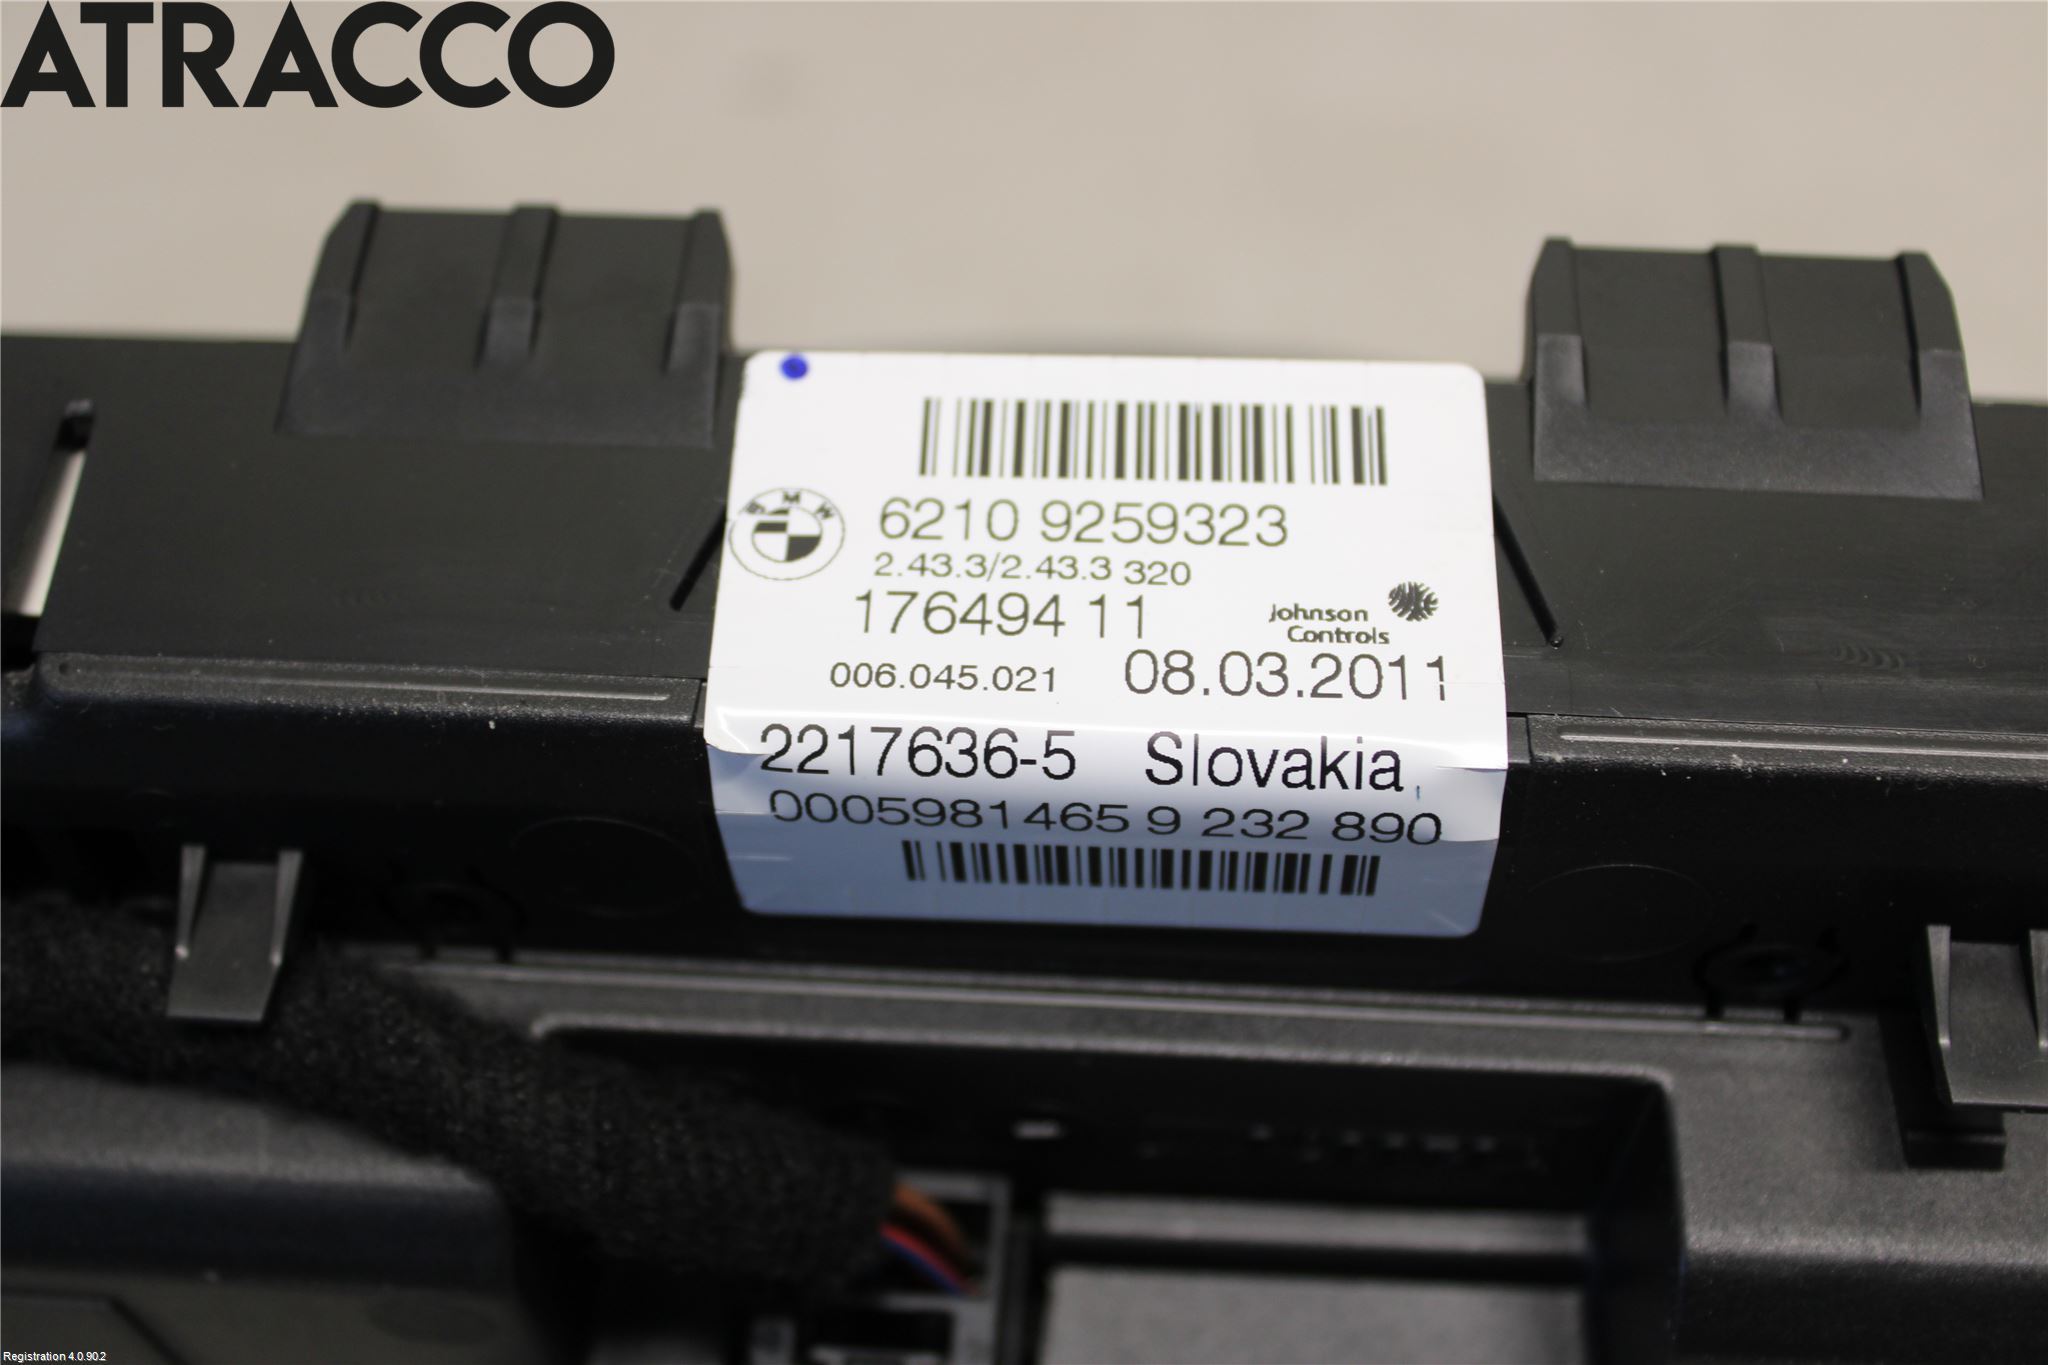 ATRACCO
BMW
6210 9259323
2.43.3/2.43.3 320
176494 11
Johnson
Controls
006.045.021 08.03.2011
2217636-5 Slovakia
0005981465 9 232 890
Registration 4.0.90.2